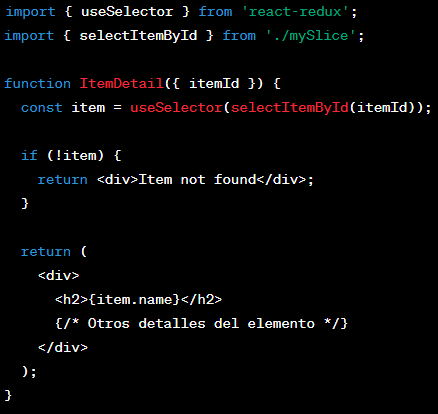 import { useSelector } from 'react-redux';
import { selectItemById } from './mySlice';

function ItemDetail({ itemId }) {
  const item = useSelector(selectItemById(itemId));

  if (!item) {
    return <div>Item not found</div>;
  }

  return (
    <div>
      <h2>{item.name}</h2>
      {/* Otros detalles del elemento */}
    </div>
  );
}